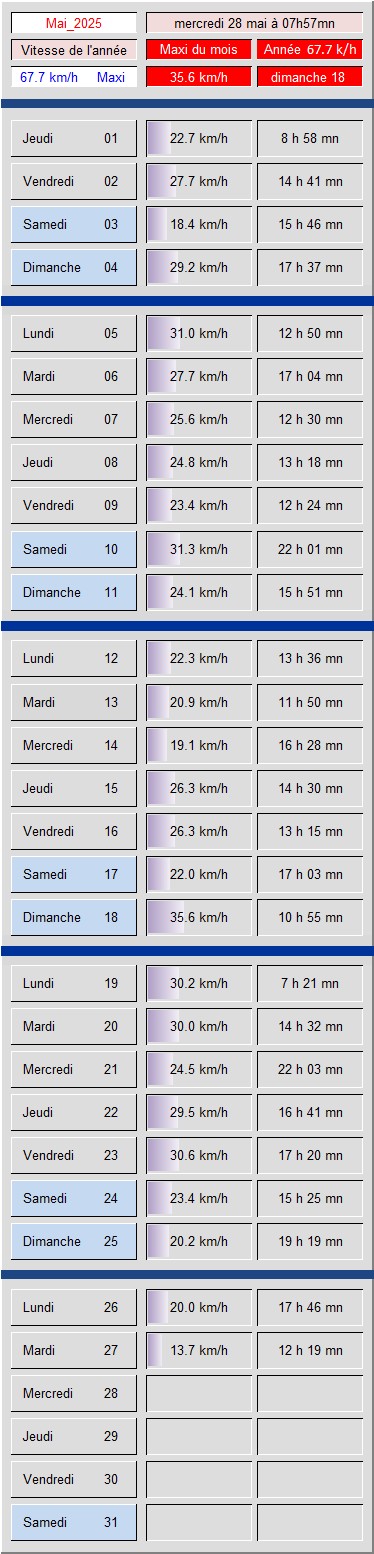 Mai_2025 mercredi 28 mai à 07h57mn
Vitesse de l'année Maxi du mois Année 67.7 k/h
67.7 km/h Maxi 35.6 km/h dimanche 18
Jeudi 01 22.7 km/h 8 h 58 mn
Vendredi 02 27.7 km/h 14 h 41 mn
Samedi 03 18.4 km/h 15 h 46 mn
Dimanche 04 29.2 km/h 17 h 37 mn
Lundi 05 31.0 km/h 12 h 50 mn
Mardi 06 27.7 km/h 17 h 04 mn
Mercredi 07 25.6 km/h 12 h 30 mn
Jeudi 08 24.8 km/h 13 h 18 mn
Vendredi 09 23.4 km/h 12 h 24 mn
Samedi 10 31.3 km/h 22 h 01 mn
Dimanche 11 24.1 km/h 15 h 51 mn
Lundi 12 22.3 km/h 13 h 36 mn
Mardi 13 20.9 km/h 11 h 50 mn
Mercredi 14 19.1 km/h 16 h 28 mn
Jeudi 15 26.3 km/h 14 h 30 mn
Vendredi 16 26.3 km/h 13 h 15 mn
Samedi 17 22.0 km/h 17 h 03 mn
Dimanche 18 35.6 km/h 10 h 55 mn
Lundi 19 30.2 km/h 7 h 21 mn
Mardi 20 30.0 km/h 14 h 32 mn
Mercredi 21 24.5 km/h 22 h 03 mn
Jeudi 22 29.5 km/h 16 h 41 mn
Vendredi 23 30.6 km/h 17 h 20 mn
Samedi 24 23.4 km/h 15 h 25 mn
Dimanche 25 20.2 km/h 19 h 19 mn
Lundi 26 20.0 km/h 17 h 46 mn
Mardi 27 13.7 km/h 12 h 19 mn
Mercredi 28
Jeudi 29
Vendredi 30
Samedi 31